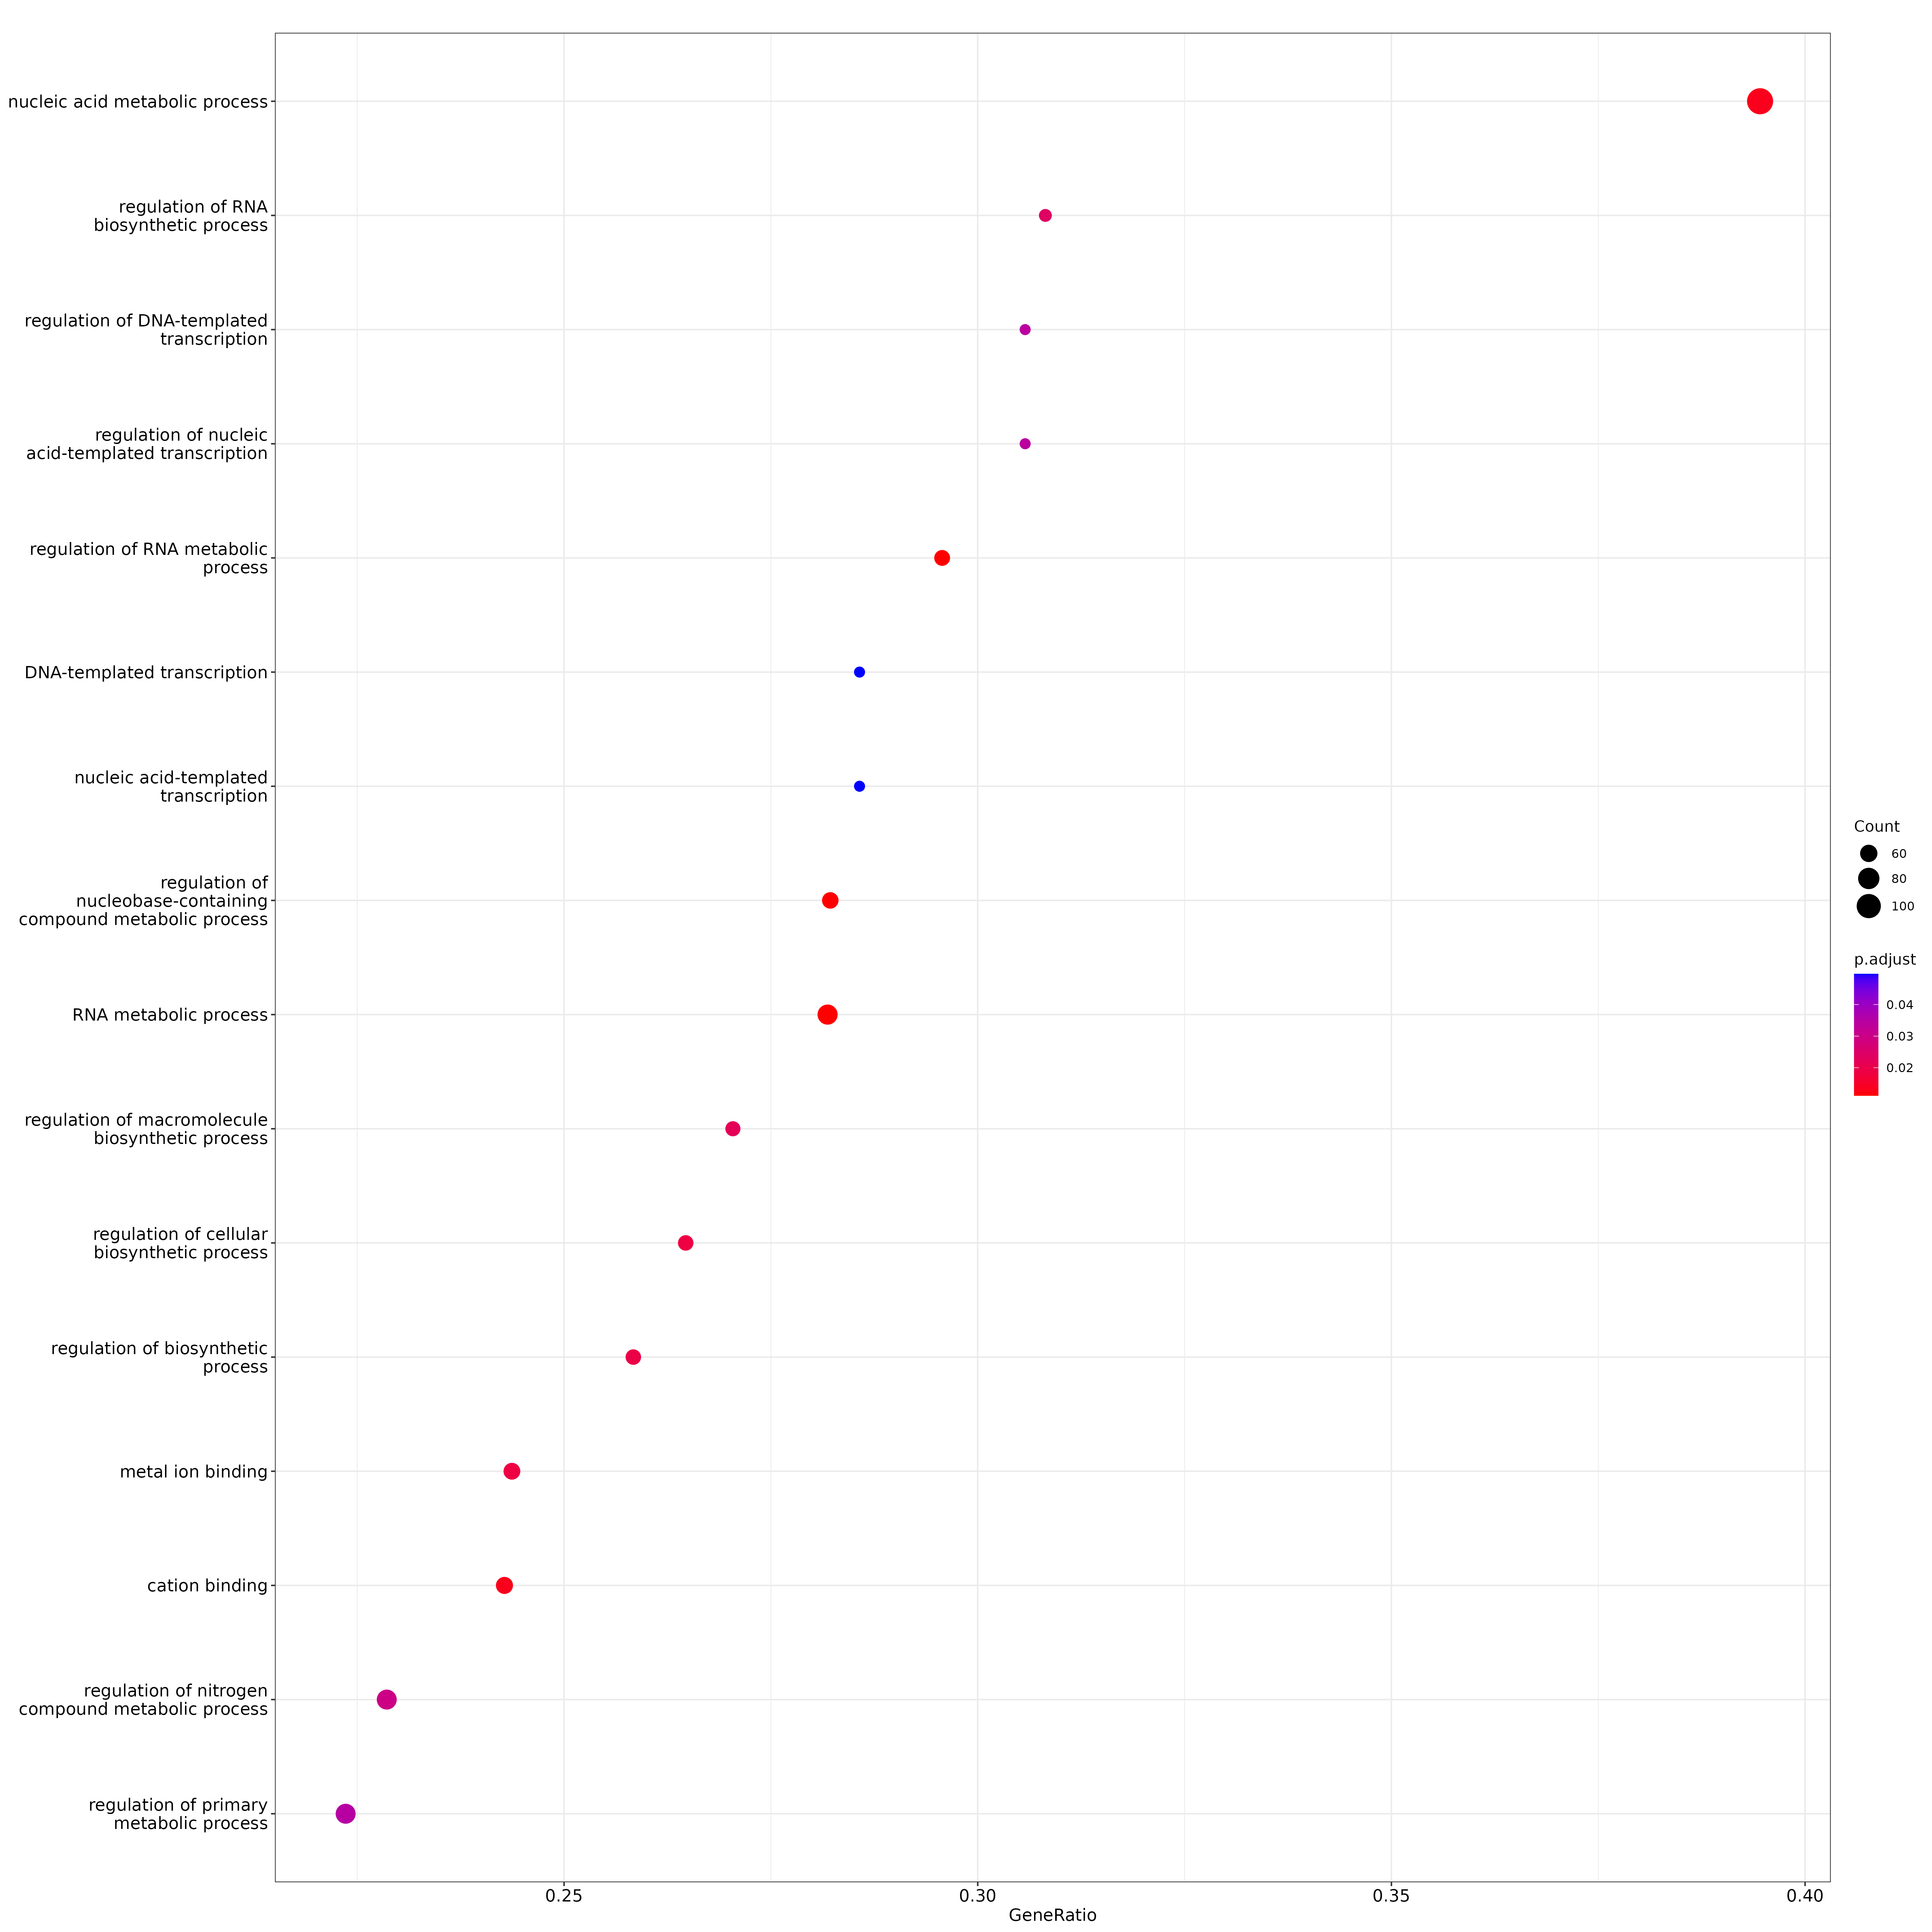 nucleic acid metabolic process
regulation of RNA
biosynthetic process
regulation of DNA-templated
transcription
regulation of nucleic
acid-templated transcription
regulation of RNA metabolic
process
DNA-templated transcription
nucleic acid-templated
transcription
regulation of
nucleobase-containing
compound metabolic process
RNA metabolic process
regulation of macromolecule
biosynthetic process
regulation of cellular
biosynthetic process
regulation of biosynthetic
process
metal ion binding
cation binding
regulation of nitrogen
compound metabolic process
regulation of primary
metabolic process
0.25 0.30 0.35 0.40
GeneRatio
Count
60
80
100
p.adjust
0.04
0.03
0.02